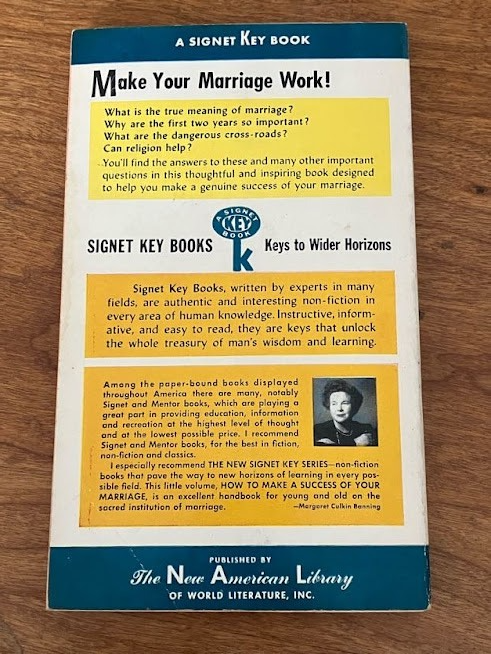 A SIGNET KEY BOOK
Make Your Marriage Work!
What is the true meaning of marriage?
Why are the first two years so important?
What are the dangerous cross-roads?
Can religion help?
You'll find the answers to these and many other important
questions in this thoughtful and inspiring book designed
to help you make a genuine success of your marriage.
A SIGNET
KEY
BOOK
k
SIGNET KEY BOOKS Keys to Wider Horizons
Signet Key Books, written by experts in many
fields, are authentic and interesting non-fiction in
every area of human knowledge. Instructive, inform-
ative, and easy to read, they are keys that unlock
the whole treasury of man's wisdom and learning.
Among the paper-bound books displayed
throughout America there are many, notably
Signet and Mentor books, which are playing a
great part in providing education, information
and recreation at the highest level of thought
and at the lowest possible price. I recommend
Signet and Mentor books, for the best in fiction,
non-fiction and classics.
I especially recommend THE NEW SIGNET KEY SERIES—non-fiction
books that pave the way to new horizons of learning in every pos-
sible field. This little volume, HOW TO MAKE A SUCCESS OF YOUR
MARRIAGE, is an excellent handbook for young and old on the
sacred institution of marriage. —Margaret Culkin Banning
PUBLISHED BY
The New American Library
OF WORLD LITERATURE, INC.